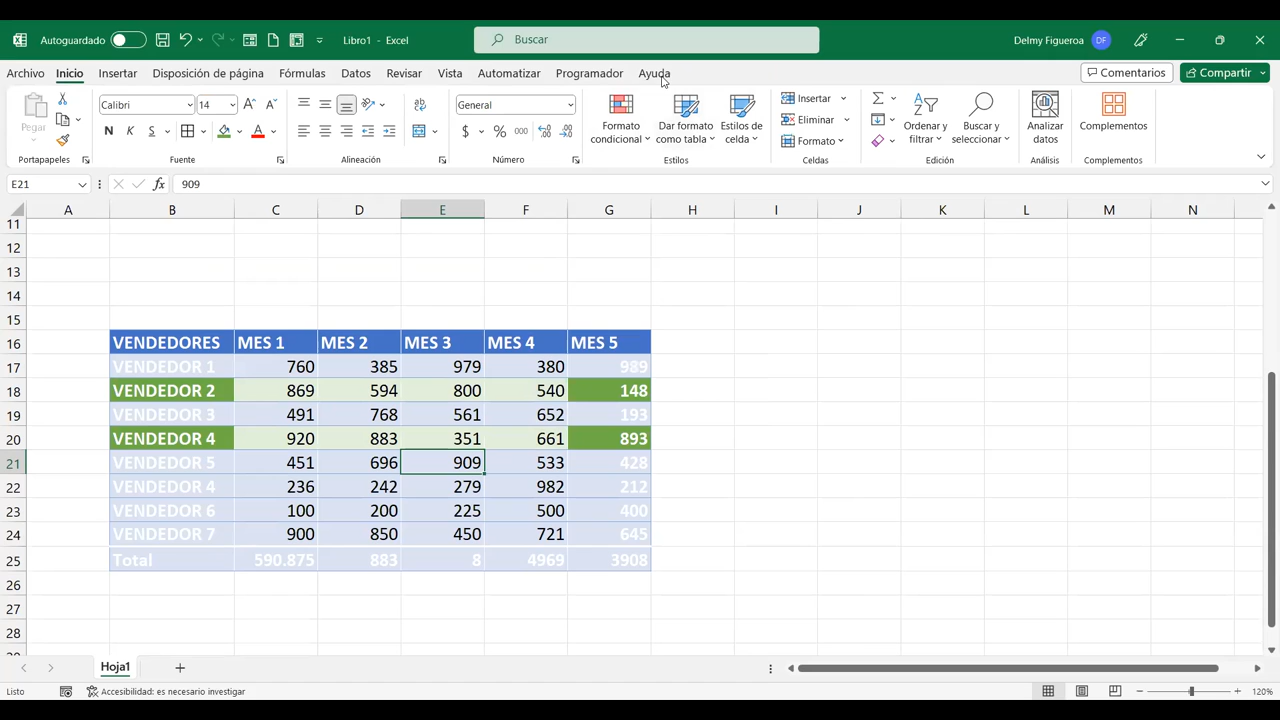 Autoguardado
Libro1 - Excel
Buscar
Delmy Figueroa
DF
Archivo Inicio Insertar Disposición de página Fórmulas Datos Revisar Vista Automatizar Programador Ayuda
Comentarios
Compartir
Pegar
Portapapeles
Calibri
14
N K S
Fuente
Alineación
General
$ % 000
Número
Formato condicional
Dar formato como tabla
Estilos de celda
Estilos
Insertar
Eliminar
Formato
Celdas
Ordenar y filtrar
Buscar y seleccionar
Edición
Analizar datos
Análisis
Complementos
Complementos
E21
fx
909
A B C D E F G H I J K L M N
11
12
13
14
15
16 VENDEDORES MES 1 MES 2 MES 3 MES 4 MES 5
17 VENDEDOR 1 760 385 979 380 989
18 VENDEDOR 2 869 594 800 540 148
19 VENDEDOR 3 491 768 561 652 193
20 VENDEDOR 4 920 883 351 661 893
21 VENDEDOR 5 451 696 909 533 428
22 VENDEDOR 4 236 242 279 982 212
23 VENDEDOR 6 100 200 225 500 400
24 VENDEDOR 7 900 850 450 721 645
25 Total 590.875 883 8 4969 3908
26
27
28
Hoja1
Listo
Accesibilidad: es necesario investigar
120%